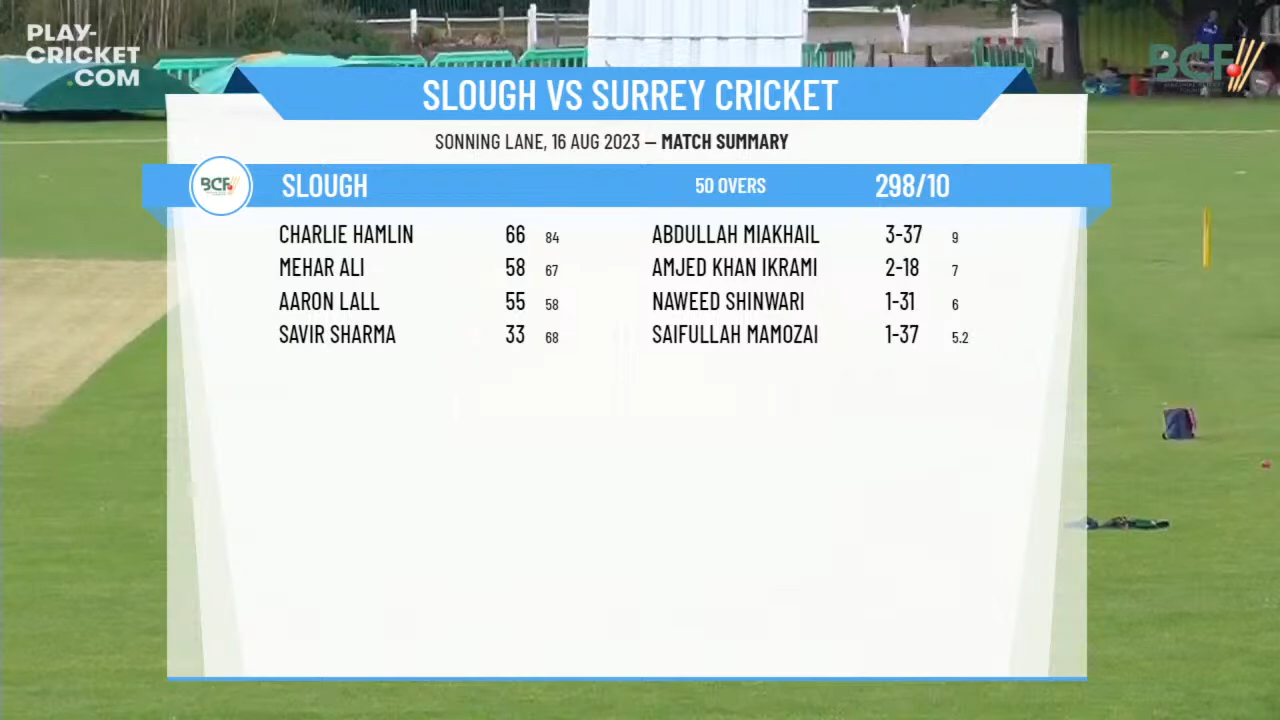 PLAY-
CRICKET
.COM
BCF
SLOUGH VS SURREY CRICKET
SONNING LANE, 16 AUG 2023 – MATCH SUMMARY
BCF SLOUGH 50 OVERS 298/10
CHARLIE HAMLIN 66 84 ABDULLAH MIAKHAIL 3-37 9
MEHAR ALI 58 67 AMJED KHAN IKRAMI 2-18 7
AARON LALL 55 58 NAWEED SHINWARI 1-31 6
SAVIR SHARMA 33 68 SAIFULLAH MAMOZAI 1-37 5.2